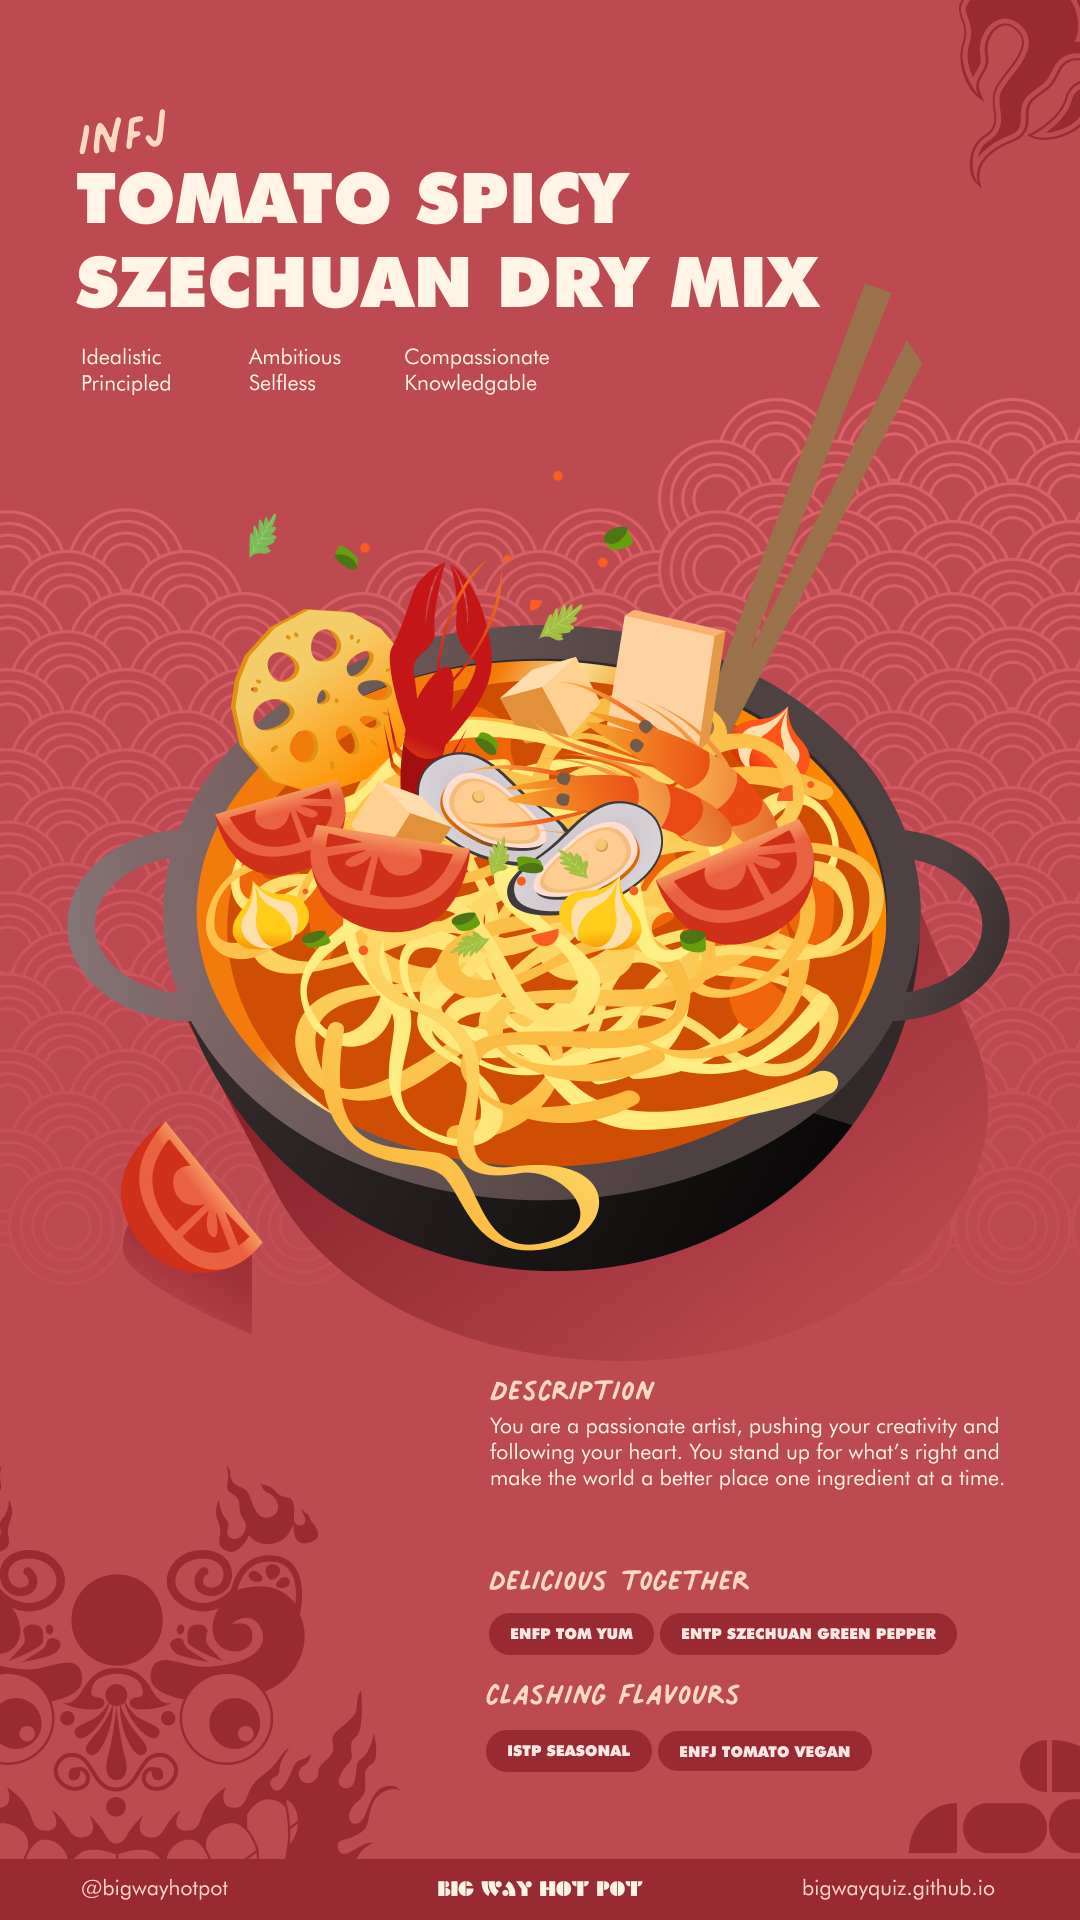 INFJ
TOMATO SPICY
SZECHUAN DRY MIX
Idealistic Ambitious Compassionate
Principled Selfless Knowledgable
DESCRIPTION
You are a passionate artist, pushing your creativity and
following your heart. You stand up for what's right and
make the world a better place one ingredient at a time.
DELICIOUS TOGETHER
ENFP TOM YUM ENTP SZECHUAN GREEN PEPPER
CLASHING FLAVOURS
ISTP SEASONAL ENFJ TOMATO VEGAN
@bigwayhotpot BIG WAY HOT POT bigwayquiz.github.io